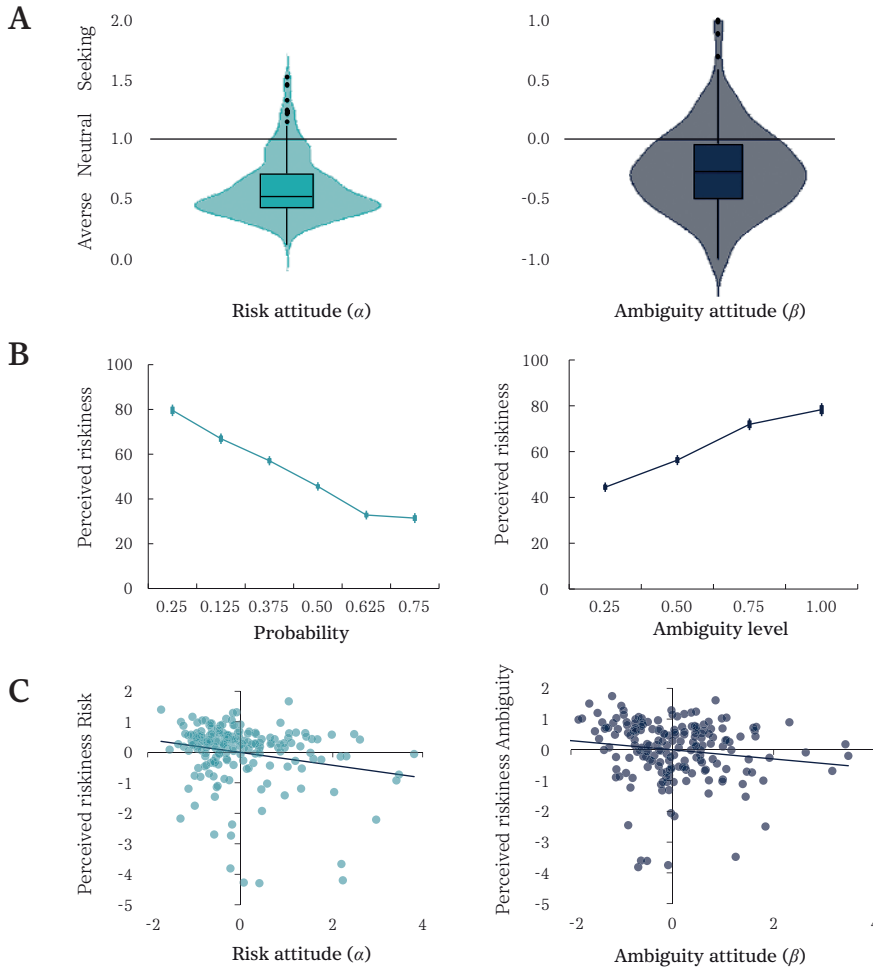 A
Seeking
Neutral
Averse
2.0
1.5
1.0
0.5
0.0
Risk attitude (α)
1.0
0.5
0.0
-0.5
-1.0
Ambiguity attitude (β)
B
Perceived riskiness
100
80
60
40
20
0
0.25 0.125 0.375 0.50 0.625 0.75
Probability
Perceived riskiness
100
80
60
40
20
0
0.25 0.50 0.75 1.00
Ambiguity level
C
Perceived riskiness Risk
2
1
0
-1
-2
-3
-4
-5
-2 0 2 4
Risk attitude (α)
Perceived riskiness Ambiguity
2
1
0
-1
-2
-3
-4
-5
-2 0 2 4
Ambiguity attitude (β)